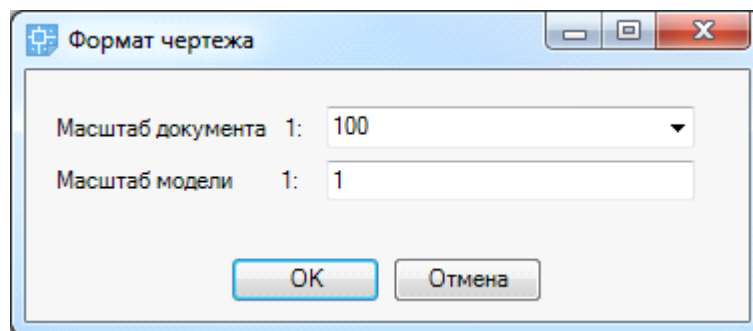 Формат чертежа
Масштаб документа 1: 100
Масштаб модели 1: 1
OK Отмена